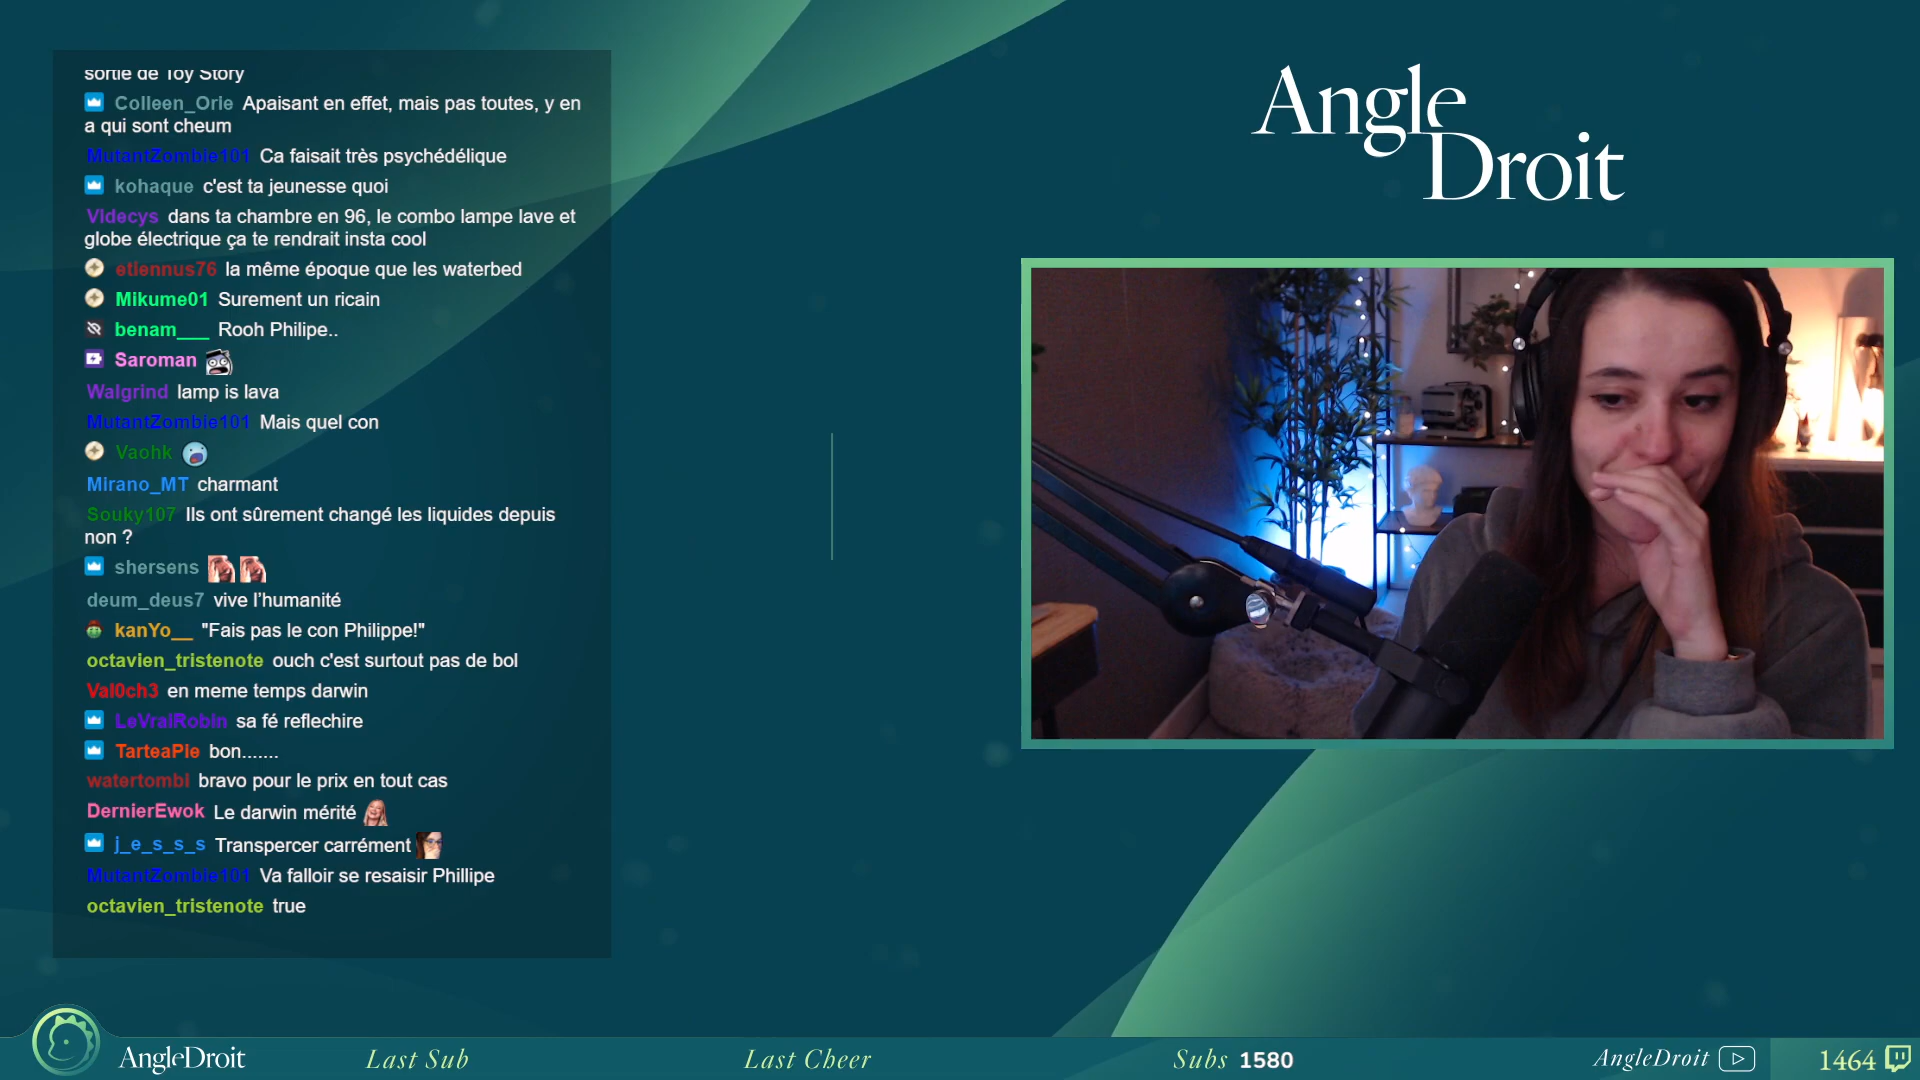 sortie de Toy Story
Colleen_Orie Apaisant en effet, mais pas toutes, y en
a qui sont cheum
MutantZombie101 Ca faisait très psychédélique
kohaque c'est ta jeunesse quoi
Videcys dans ta chambre en 96, le combo lampe lave et
globe électrique ça te rendrait insta cool
etiennus76 la même époque que les waterbed
Mikume01 Surement un ricain
benam___ Rooh Philipe..
Saroman
Walgrind lamp is lava
MutantZombie101 Mais quel con
Vaohk
Mirano_MT charmant
Souky107 Ils ont sûrement changé les liquides depuis
non ?
shersens
deum_deus7 vive l'humanité
kanYo__ "Fais pas le con Philippe!"
octavien_tristenote ouch c'est surtout pas de bol
Val0ch3 en meme temps darwin
LeVraiRobin sa fé reflechire
TarteaPie bon.......
watertombi bravo pour le prix en tout cas
DernierEwok Le darwin mérité
j_e_s_s_s Transpercer carrément
MutantZombie101 Va falloir se resaisir Phillipe
octavien_tristenote true
Angle
Droit
AngleDroit
Last Sub
Last Cheer
Subs 1580
AngleDroit
1464